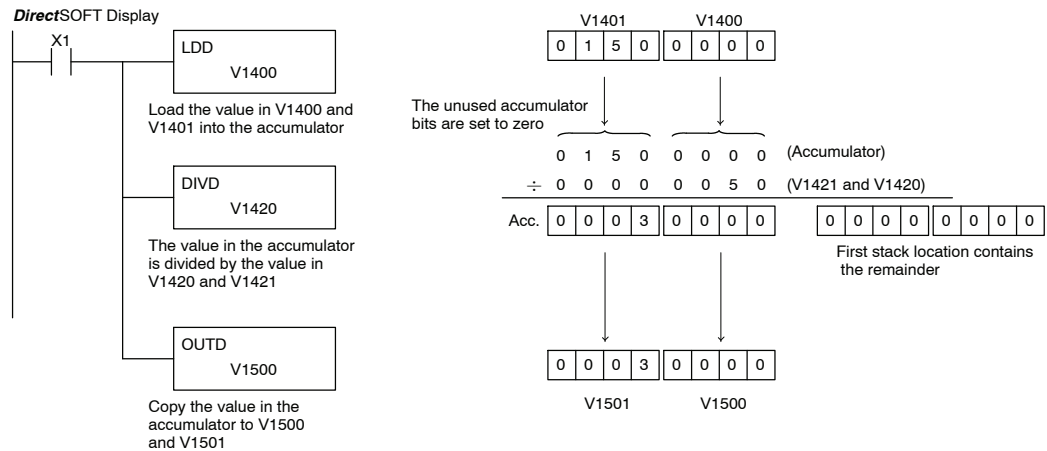 DirectSOFT Display
X1
LDD
V1400
Load the value in V1400 and
V1401 into the accumulator
DIVD
V1420
The value in the accumulator
is divided by the value in
V1420 and V1421
OUTD
V1500
Copy the value in the
accumulator to V1500
and V1501
V1401 V1400
0 1 5 0 0 0 0 0
The unused accumulator
bits are set to zero
0 1 5 0 0 0 0 0 (Accumulator)
÷ 0 0 0 0 0 0 5 0 (V1421 and V1420)
Acc. 0 0 0 3 0 0 0 0 0 0 0 0 0 0 0 0
First stack location contains
the remainder
0 0 0 3 0 0 0 0
V1501 V1500